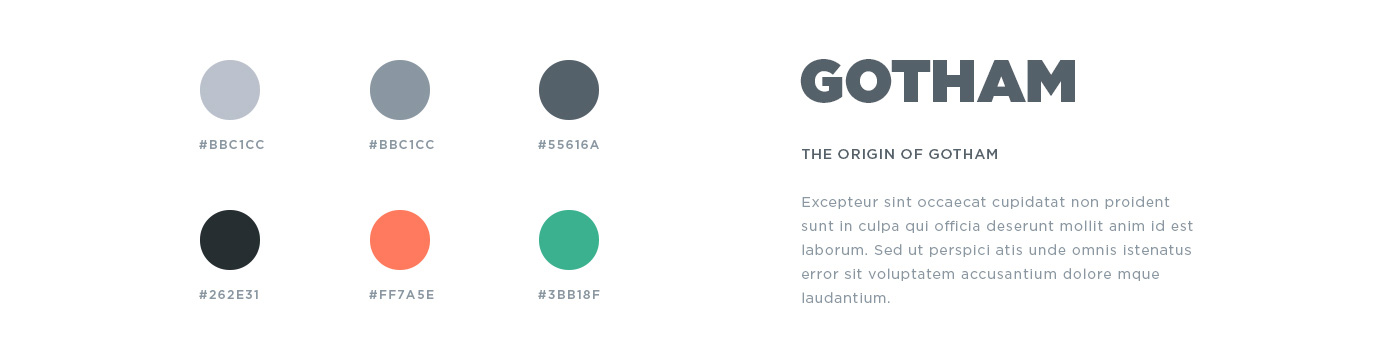 #BBC1CC
#BBC1CC
#55616A
#262E31
#FF7A5E
#3BB18F
GOTHAM
THE ORIGIN OF GOTHAM
Excepteur sint occaecat cupidatat non proident
sunt in culpa qui officia deserunt mollit anim id est
laborum. Sed ut perspici atis unde omnis istenatus
error sit voluptatem accusantium dolore mque
laudantium.